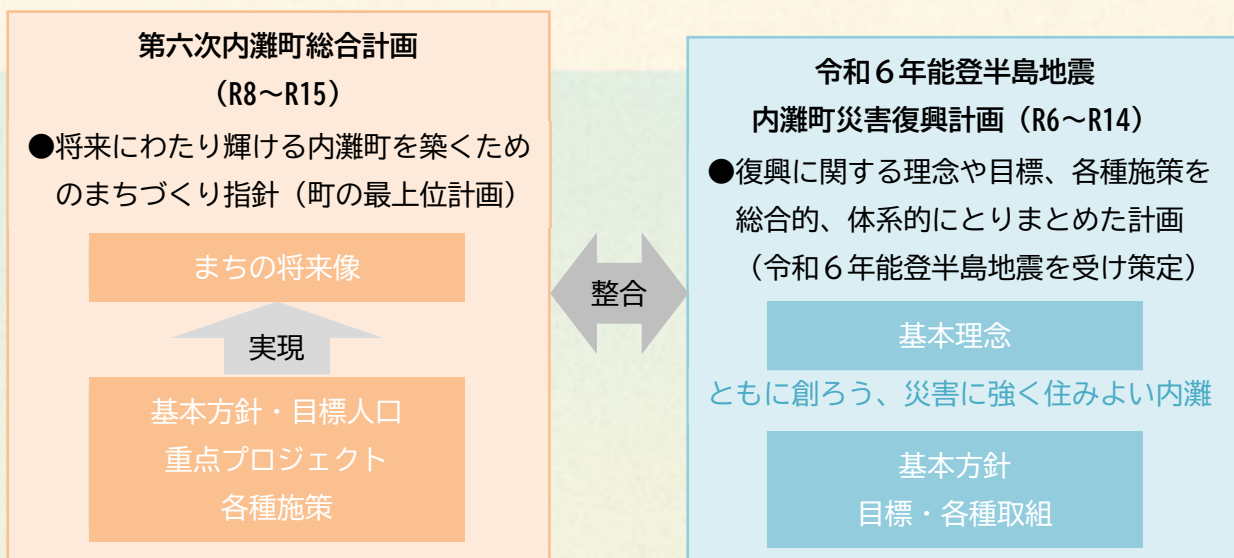 第六次内灘町総合計画
（R8～R15）
●将来にわたり輝ける内灘町を築くため
のまちづくり指針（町の最上位計画）
まちの将来像
実現
基本方針・目標人口
重点プロジェクト
各種施策
整合
令和６年能登半島地震
内灘町災害復興計画（R6～R14）
●復興に関する理念や目標、各種施策を
総合的、体系的にとりまとめた計画
（令和６年能登半島地震を受け策定）
基本理念
ともに創ろう、災害に強く住みよい内灘
基本方針
目標・各種取組